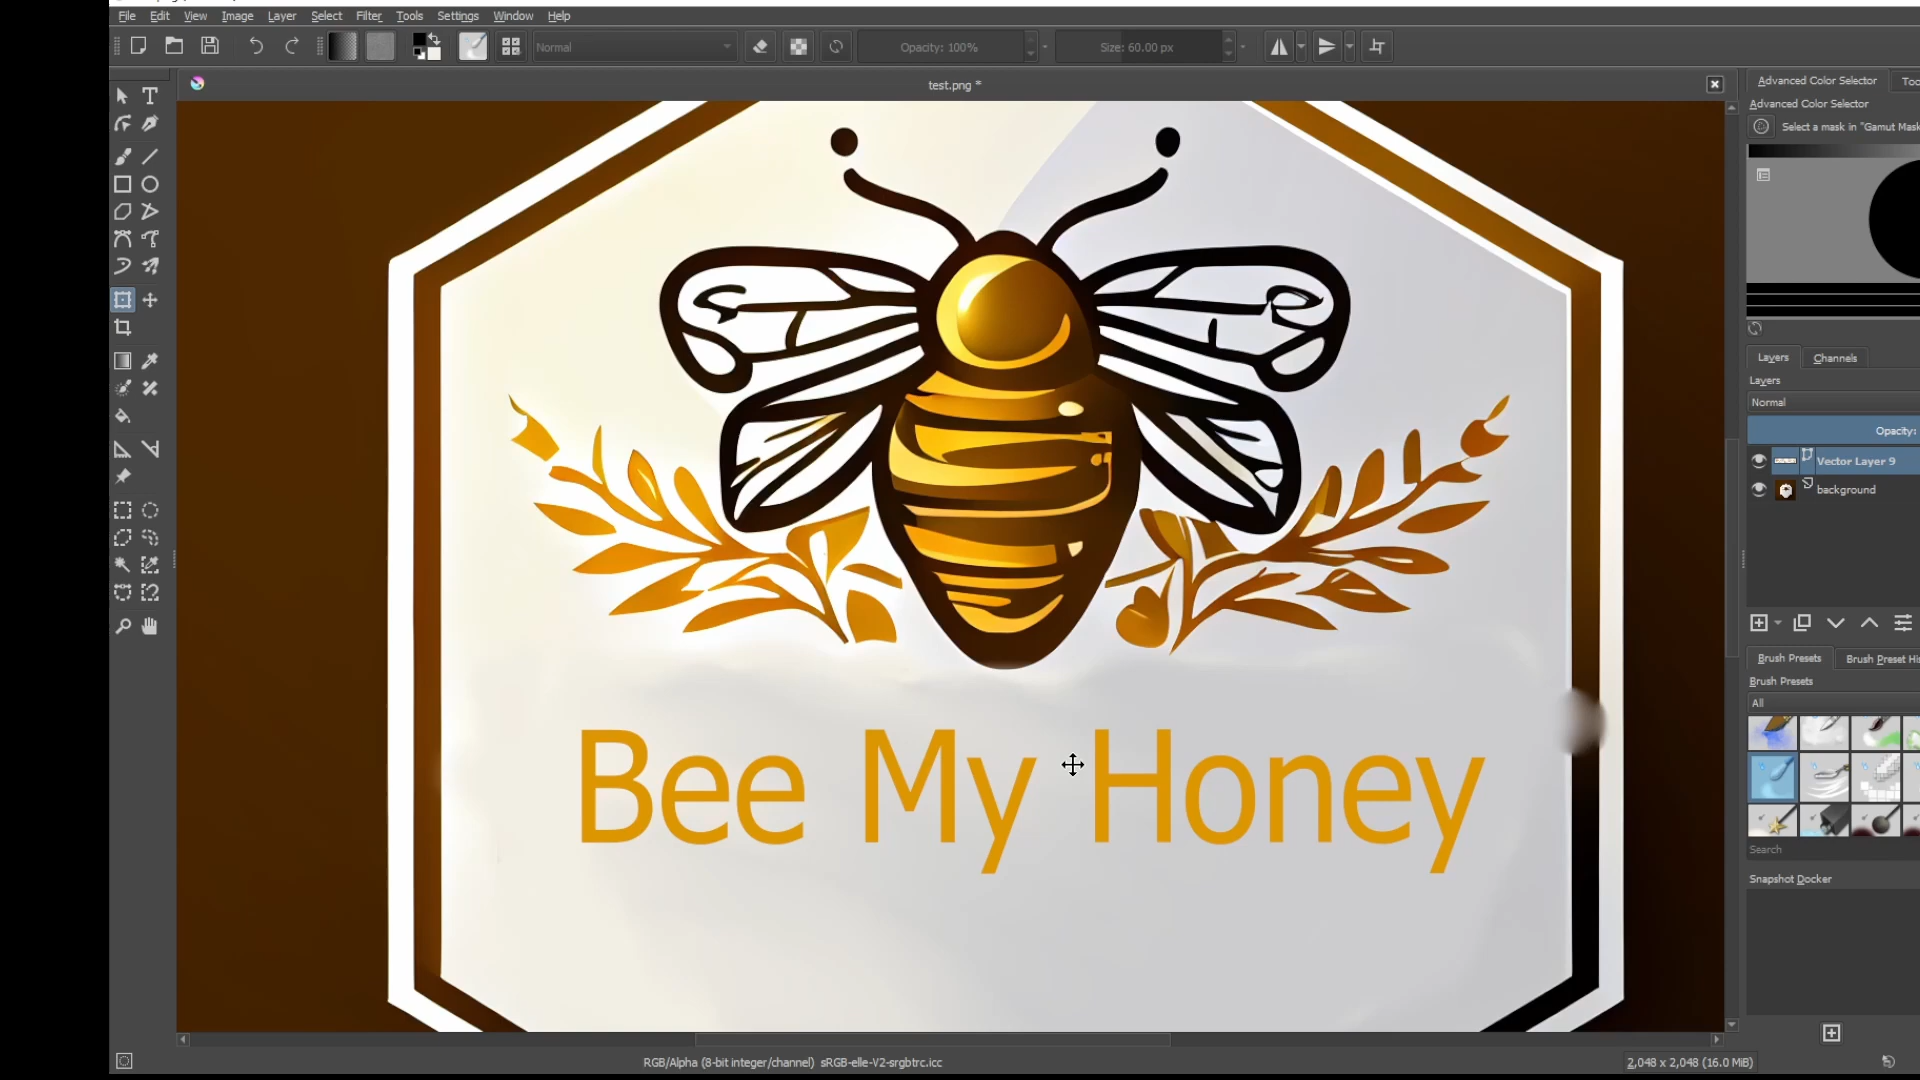 File Edit View Image Layer Select Filter Tools Settings Window Help
Normal
Opacity: 100%
Size: 60.00 px
test.png *
Advanced Color Selector
Advanced Color Selector
Select a mask in "Gamut Mask
Layers Channels
Layers
Normal
Opacity:
Vector Layer 9
background
Brush Presets Brush Preset Hi
Brush Presets
All
Search
Snapshot Docker
Bee My Honey
RGB/Alpha (8-bit integer/channel) sRGB-elle-V2-srgbtrc.icc
2,048 x 2,048 (16.0 MiB)